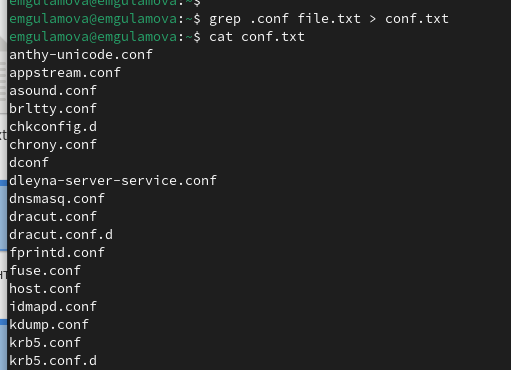 emgulamova@emgulamova:~$
emgulamova@emgulamova:~$ grep .conf file.txt > conf.txt
emgulamova@emgulamova:~$ cat conf.txt
anthy-unicode.conf
appstream.conf
asound.conf
brltty.conf
chkconfig.d
chrony.conf
dconf
dleyna-server-service.conf
dnsmasq.conf
dracut.conf
dracut.conf.d
fprintd.conf
fuse.conf
host.conf
idmapd.conf
kdump.conf
krb5.conf
krb5.conf.d